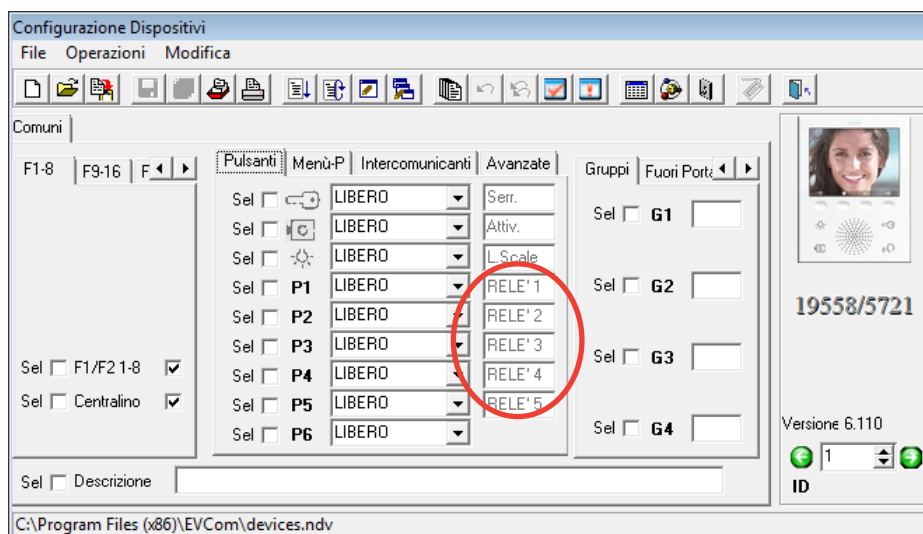 Configurazione Dispositivi
File Operazioni Modifica
Comuni
F1-8 F9-16 F
Sel F1/F2 1-8
Sel Centralino
Pulsanti Menù-P Intercomunicanti Avanzate
Sel LIBERO Serr.
Sel LIBERO Attiv.
Sel LIBERO L.Scale
Sel P1 LIBERO RELE' 1
Sel P2 LIBERO RELE' 2
Sel P3 LIBERO RELE' 3
Sel P4 LIBERO RELE' 4
Sel P5 LIBERO RELE' 5
Sel P6 LIBERO
Gruppi Fuori Porta
Sel G1
Sel G2
Sel G3
Sel G4
19558/5721
Versione 6.110
1
ID
Sel Descrizione
C:\Program Files (x86)\EVCom\devices.ndv